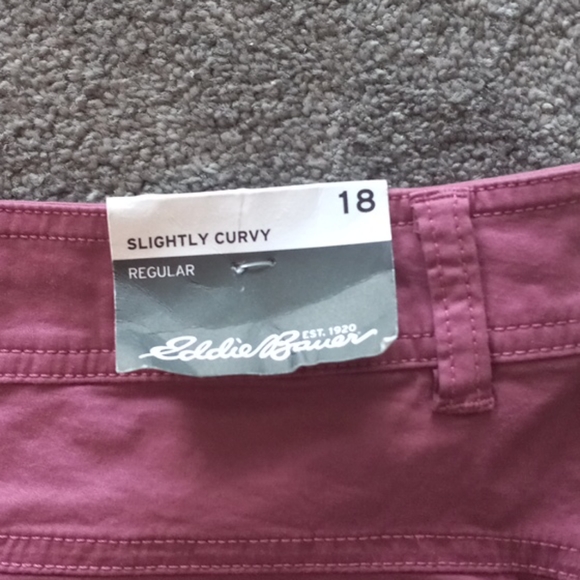 18
SLIGHTLY CURVY
REGULAR
EST. 1920
Eddie Bauer